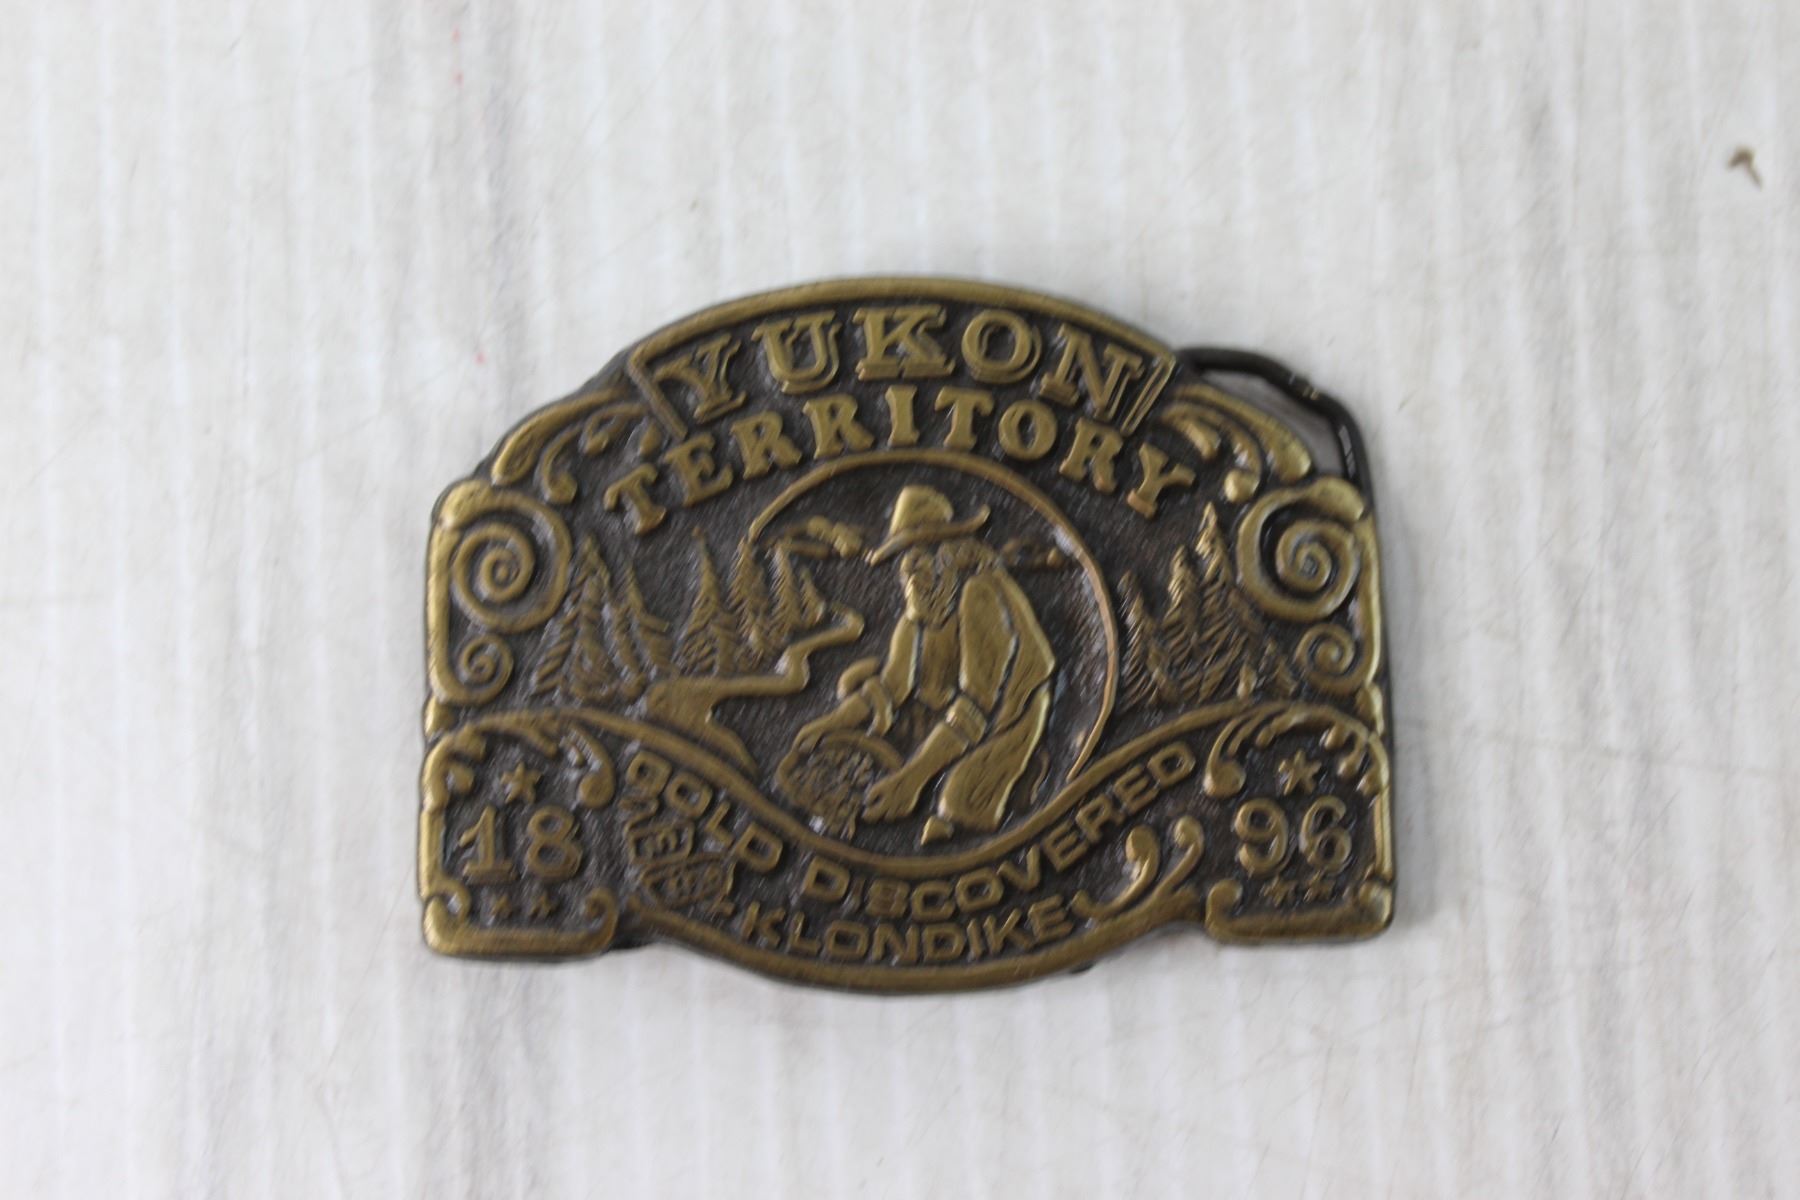 YUKON
TERRITORY
18 96
GOLD DISCOVERED
KLONDIKE